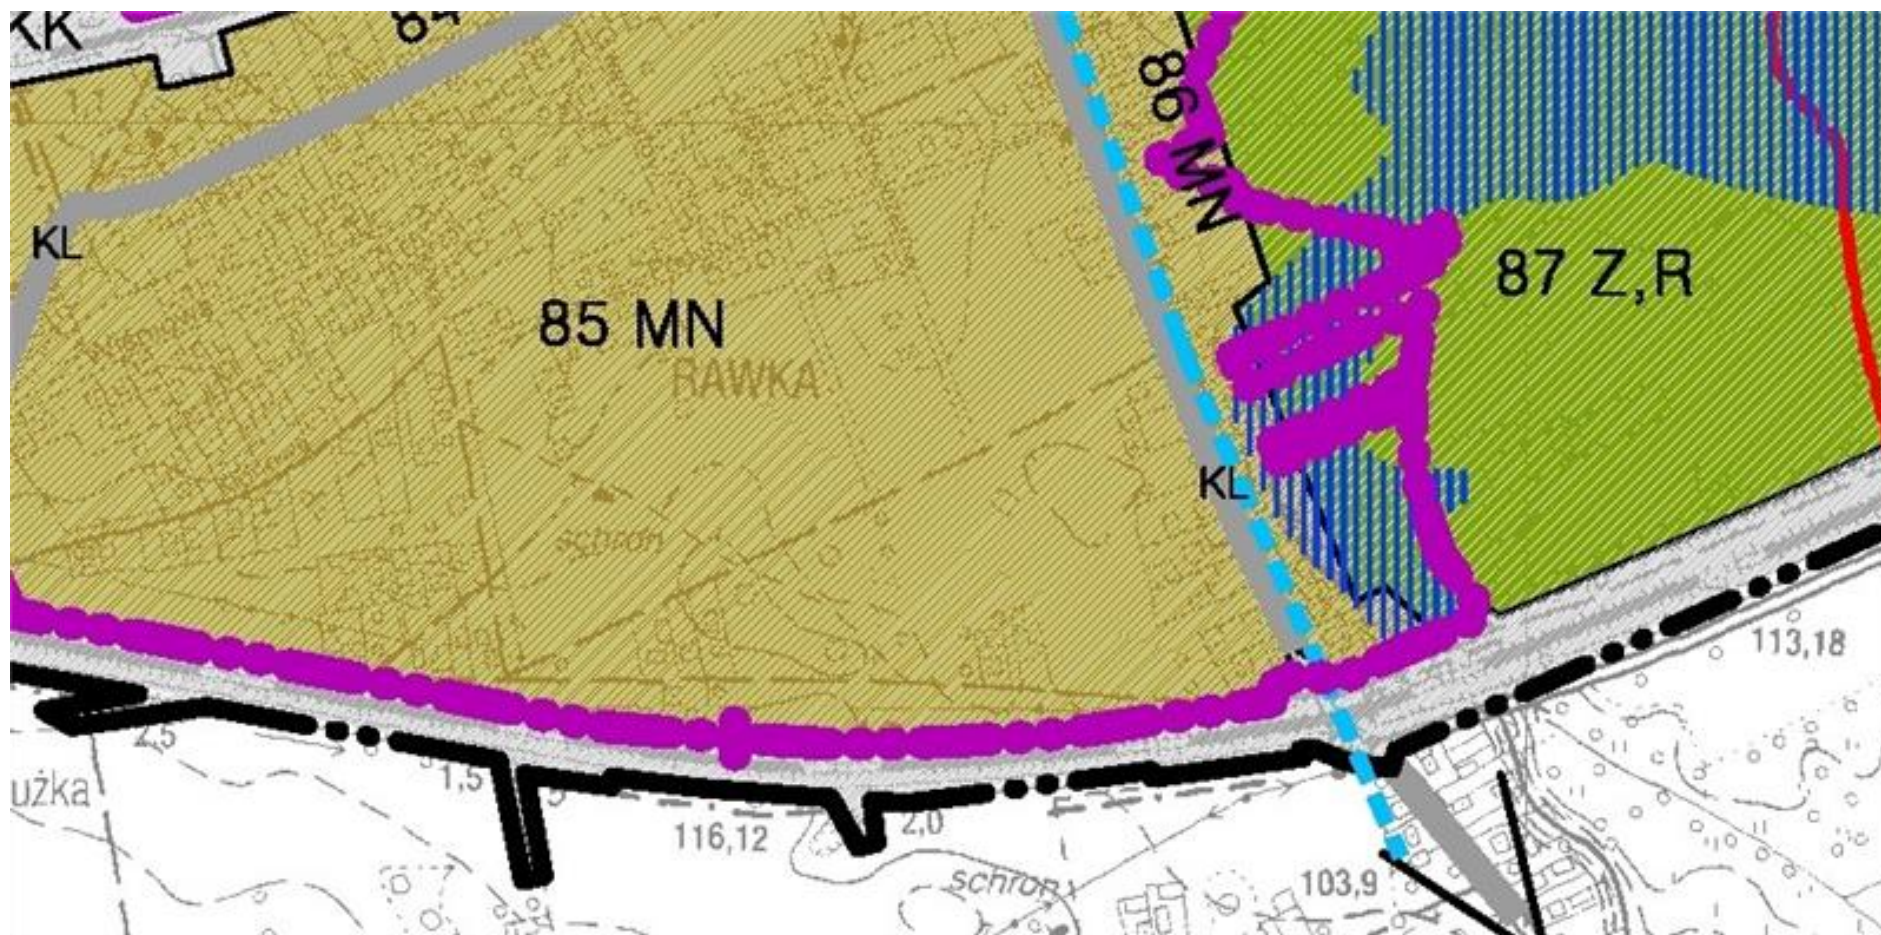 KK
84
86 MN
KL
87 Z,R
85 MN
RAWKA
KL
schron
113,18
2,5
1,5
użka
116,12
2,0
schron
103,9